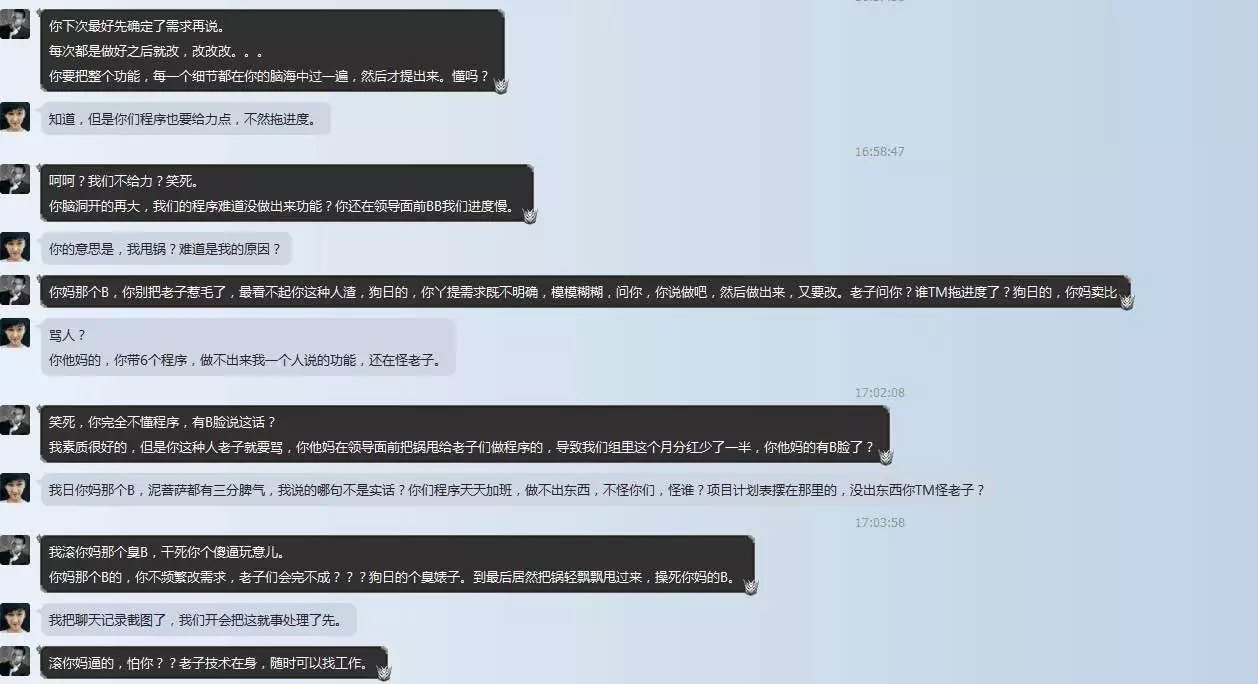 你下次最好先确定了需求再说。
每次都是做好之后就改，改改改。。。
你要把整个功能，每一个细节都在你的脑海中过一遍，然后才提出来。懂吗？
知道，但是你们程序也要给力点，不然拖进度。
16:58:47
呵呵？我们不给力？笑死。
你脑洞开的再大，我们的程序难道没做出来功能？你还在领导面前BB我们进度慢。
你的意思是，我甩锅？难道是我的原因？
你妈那个B，你别把老子惹毛了，最看不起你这种人渣，狗日的，你丫提需求既不明确，模模糊糊，问你，你说做吧，然后做出来，又要改。老子问你？谁TM拖进度了？狗日的，你妈卖比
骂人？
你他妈的，你带6个程序，做不出来我一个人说的功能，还在怪老子。
17:02:08
笑死，你完全不懂程序，有B脸说这话？
我素质很好的，但是你这种人老子就要骂，你他妈在领导面前把锅甩给老子们做程序的，导致我们组里这个月分红少了一半，你他妈的有B脸了？
我日你妈那个B，泥菩萨都有三分脾气，我说的哪句不是实话？你们程序天天加班，做不出东西，不怪你们，怪谁？项目计划表摆在那里的，没出东西你TM怪老子？
17:03:58
我滚你妈那个臭B，干死你个傻逼玩意儿。
你妈那个B的，你不频繁改需求，老子们会完不成？？？狗日的个臭婊子。到最后居然把锅轻飘飘甩过来，操死你妈的B。
我把聊天记录截图了，我们开会把这就事处理了先。
滚你妈逼的，怕你？？老子技术在身，随时可以找工作。